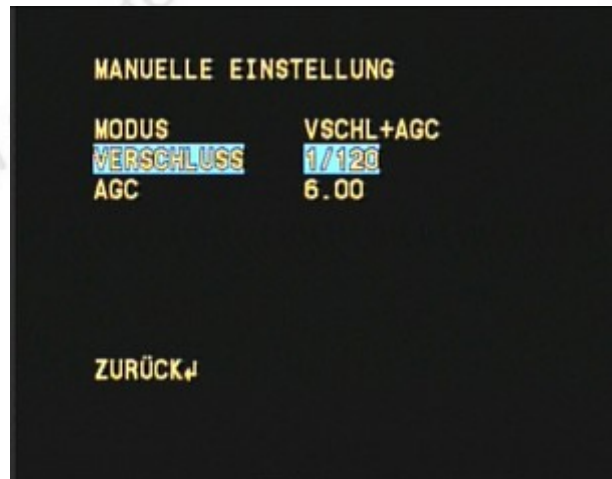 MANUELLE EINSTELLUNG
MODUS VSCHL+AGC
VERSCHLUSS 1/120
AGC 6.00
ZURÜCK↵